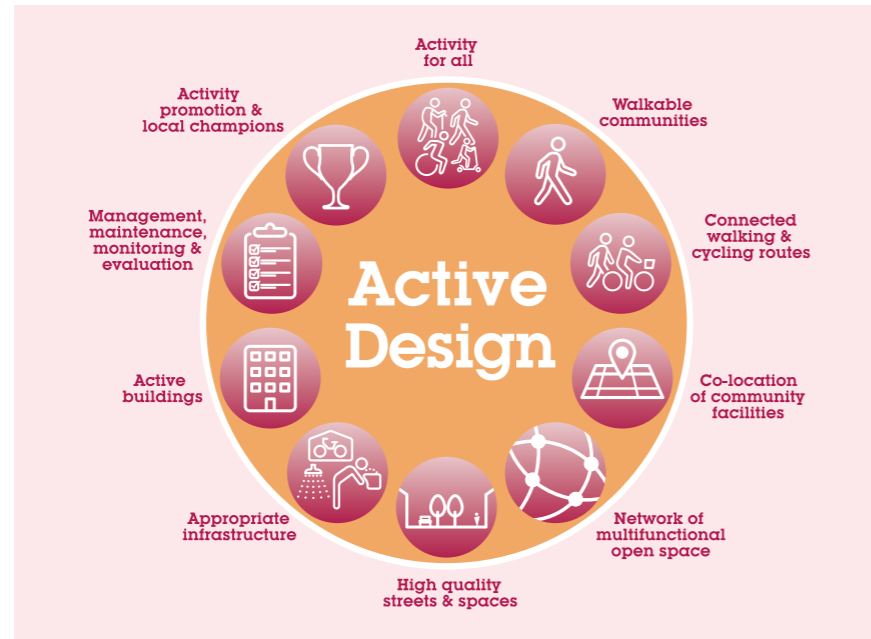 Activity
for all
Walkable
communities
Connected
walking &
cycling routes
Co-location
of community
facilities
Network of
multifunctional
open space
High quality
streets & spaces
Appropriate
infrastructure
Active
buildings
Management,
maintenance,
monitoring &
evaluation
Activity
promotion &
local champions
Active
Design